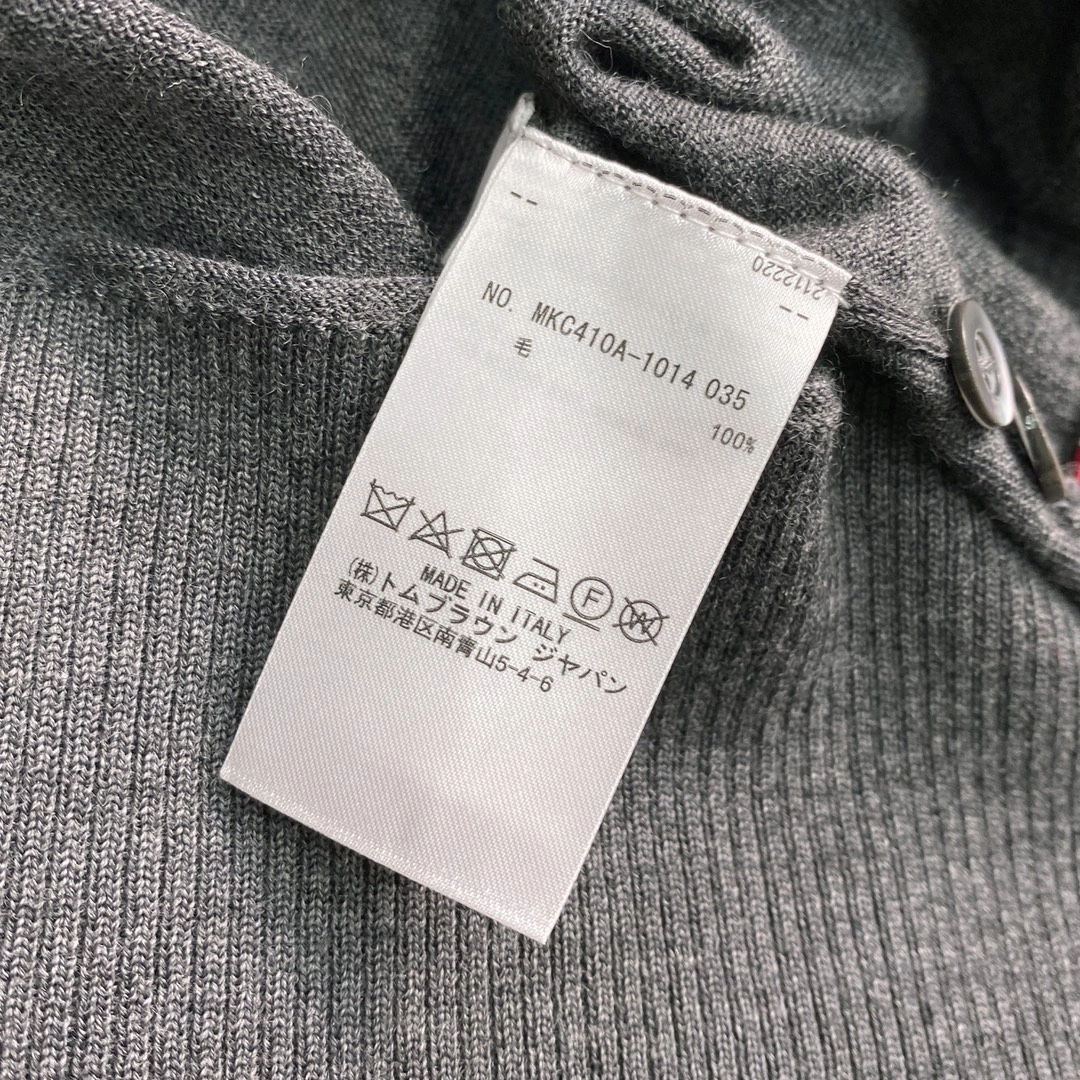 --
2112220
--
NO. MKC410A-1014 035
毛
100%
F
W
MADE IN ITALY
(株)トムブラウン ジャパン
東京都港区南青山5-4-6